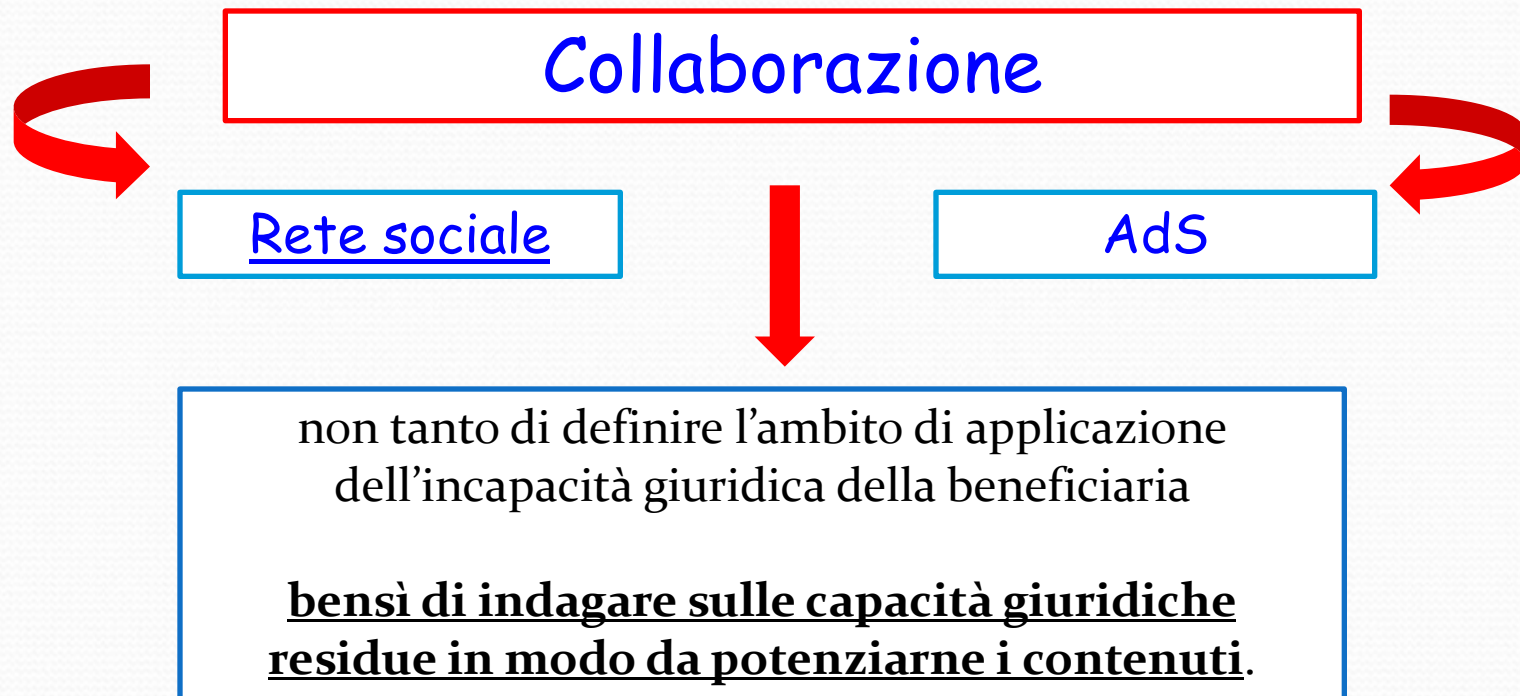 Collaborazione
Rete sociale
AdS
non tanto di definire l’ambito di applicazione
dell’incapacità giuridica della beneficiaria
bensì di indagare sulle capacità giuridiche
residue in modo da potenziarne i contenuti.